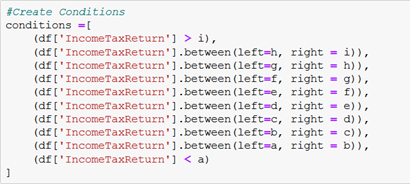 #Create Conditions
conditions =[
    (df['IncomeTaxReturn'] > i),
    (df['IncomeTaxReturn'].between(left=h, right = i)),
    (df['IncomeTaxReturn'].between(left=g, right = h)),
    (df['IncomeTaxReturn'].between(left=f, right = g)),
    (df['IncomeTaxReturn'].between(left=e, right = f)),
    (df['IncomeTaxReturn'].between(left=d, right = e)),
    (df['IncomeTaxReturn'].between(left=c, right = d)),
    (df['IncomeTaxReturn'].between(left=b, right = c)),
    (df['IncomeTaxReturn'].between(left=a, right = b)),
    (df['IncomeTaxReturn'] < a)
]